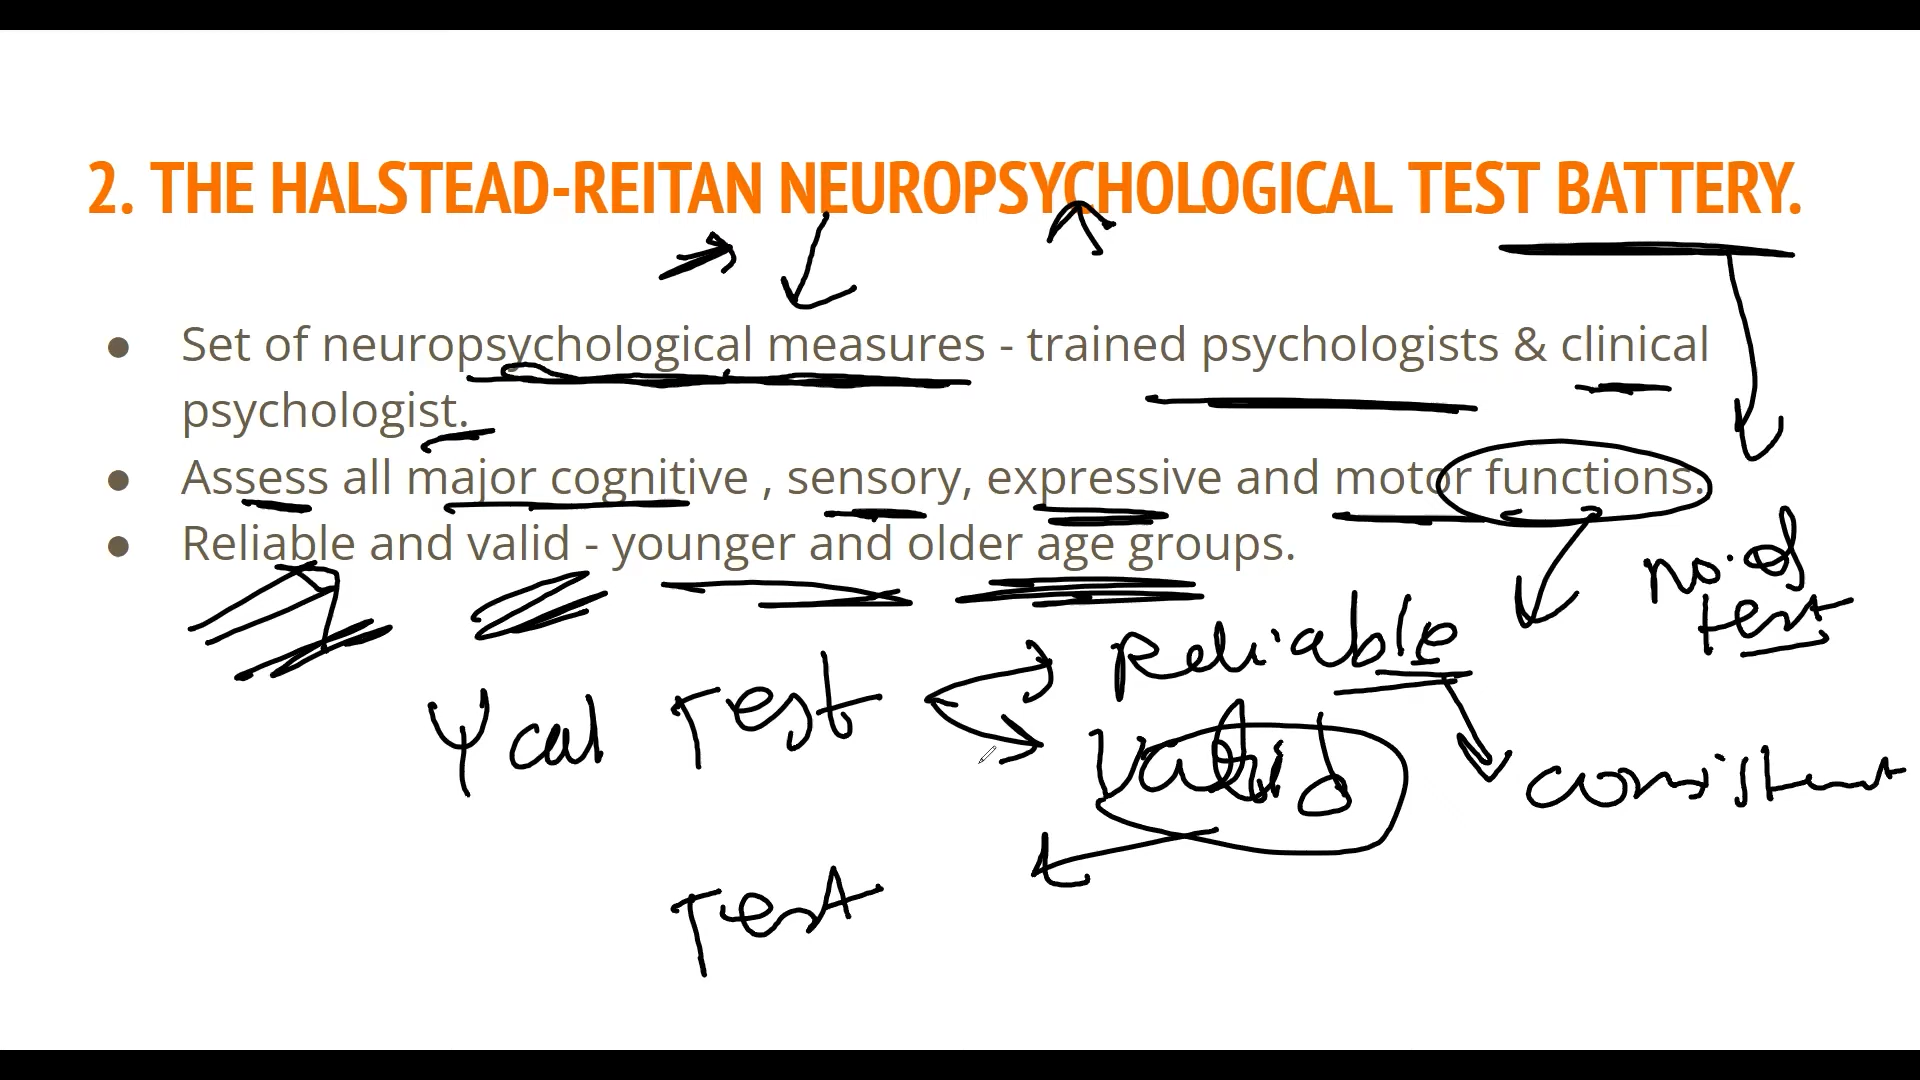 2. THE HALSTEAD-REITAN NEUROPSYCHOLOGICAL TEST BATTERY.
● Set of neuropsychological measures - trained psychologists & clinical
psychologist.
● Assess all major cognitive , sensory, expressive and motor functions.
● Reliable and valid - younger and older age groups.
no. of
test
Reliable
Ψcal Test
Valid
consistent
Test